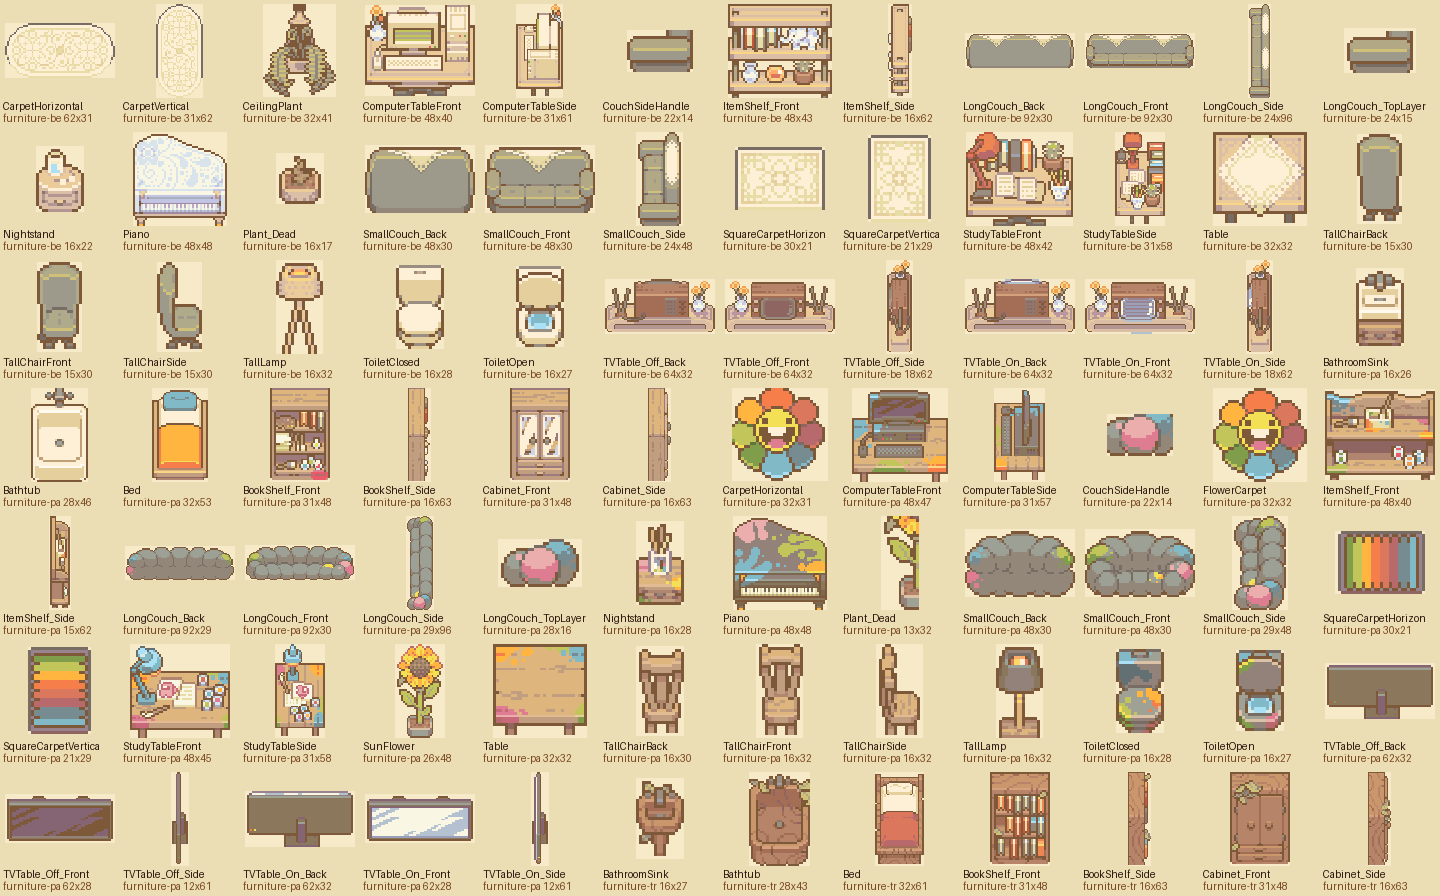 CarpetHorizontal CarpetVertical CeilingPlant ComputerTableFront ComputerTableSide CouchSideHandle ItemShelf_Front ItemShelf_Side LongCouch_Back LongCouch_Front LongCouch_Side LongCouch_TopLayer
furniture-be 62x31 furniture-be 31x62 furniture-be 32x41 furniture-be 48x40 furniture-be 31x61 furniture-be 22x14 furniture-be 48x43 furniture-be 16x62 furniture-be 92x30 furniture-be 92x30 furniture-be 24x96 furniture-be 24x15
Nightstand Piano Plant_Dead SmallCouch_Back SmallCouch_Front SmallCouch_Side SquareCarpetHorizon SquareCarpetVertica StudyTableFront StudyTableSide Table TallChairBack
furniture-be 16x22 furniture-be 48x48 furniture-be 16x17 furniture-be 48x30 furniture-be 48x30 furniture-be 24x48 furniture-be 30x21 furniture-be 21x29 furniture-be 48x42 furniture-be 31x58 furniture-be 32x32 furniture-be 15x30
TallChairFront TallChairSide TallLamp ToiletClosed ToiletOpen TVTable_Off_Back TVTable_Off_Front TVTable_Off_Side TVTable_On_Back TVTable_On_Front TVTable_On_Side BathroomSink
furniture-be 15x30 furniture-be 15x30 furniture-be 16x32 furniture-be 16x28 furniture-be 16x27 furniture-be 64x32 furniture-be 64x32 furniture-be 18x62 furniture-be 64x32 furniture-be 64x32 furniture-be 18x62 furniture-pa 16x26
Bathtub Bed BookShelf_Front BookShelf_Side Cabinet_Front Cabinet_Side CarpetHorizontal ComputerTableFront ComputerTableSide CouchSideHandle FlowerCarpet ItemShelf_Front
furniture-pa 28x46 furniture-pa 32x53 furniture-pa 31x48 furniture-pa 16x63 furniture-pa 31x48 furniture-pa 16x63 furniture-pa 32x31 furniture-pa 48x47 furniture-pa 31x57 furniture-pa 22x14 furniture-pa 32x32 furniture-pa 48x40
ItemShelf_Side LongCouch_Back LongCouch_Front LongCouch_Side LongCouch_TopLayer Nightstand Piano Plant_Dead SmallCouch_Back SmallCouch_Front SmallCouch_Side SquareCarpetHorizon
furniture-pa 15x62 furniture-pa 92x29 furniture-pa 92x30 furniture-pa 29x96 furniture-pa 28x16 furniture-pa 16x28 furniture-pa 48x48 furniture-pa 13x32 furniture-pa 48x30 furniture-pa 48x30 furniture-pa 29x48 furniture-pa 30x21
SquareCarpetVertica StudyTableFront StudyTableSide SunFlower Table TallChairBack TallChairFront TallChairSide TallLamp ToiletClosed ToiletOpen TVTable_Off_Back
furniture-pa 21x29 furniture-pa 48x45 furniture-pa 31x58 furniture-pa 26x48 furniture-pa 32x32 furniture-pa 16x30 furniture-pa 16x32 furniture-pa 16x32 furniture-pa 16x32 furniture-pa 16x28 furniture-pa 16x27 furniture-pa 62x32
TVTable_Off_Front TVTable_Off_Side TVTable_On_Back TVTable_On_Front TVTable_On_Side BathroomSink Bathtub Bed BookShelf_Front BookShelf_Side Cabinet_Front Cabinet_Side
furniture-pa 62x28 furniture-pa 12x61 furniture-pa 62x32 furniture-pa 62x28 furniture-pa 12x61 furniture-tr 16x27 furniture-tr 28x43 furniture-tr 32x61 furniture-tr 31x48 furniture-tr 16x63 furniture-tr 31x48 furniture-tr 16x63